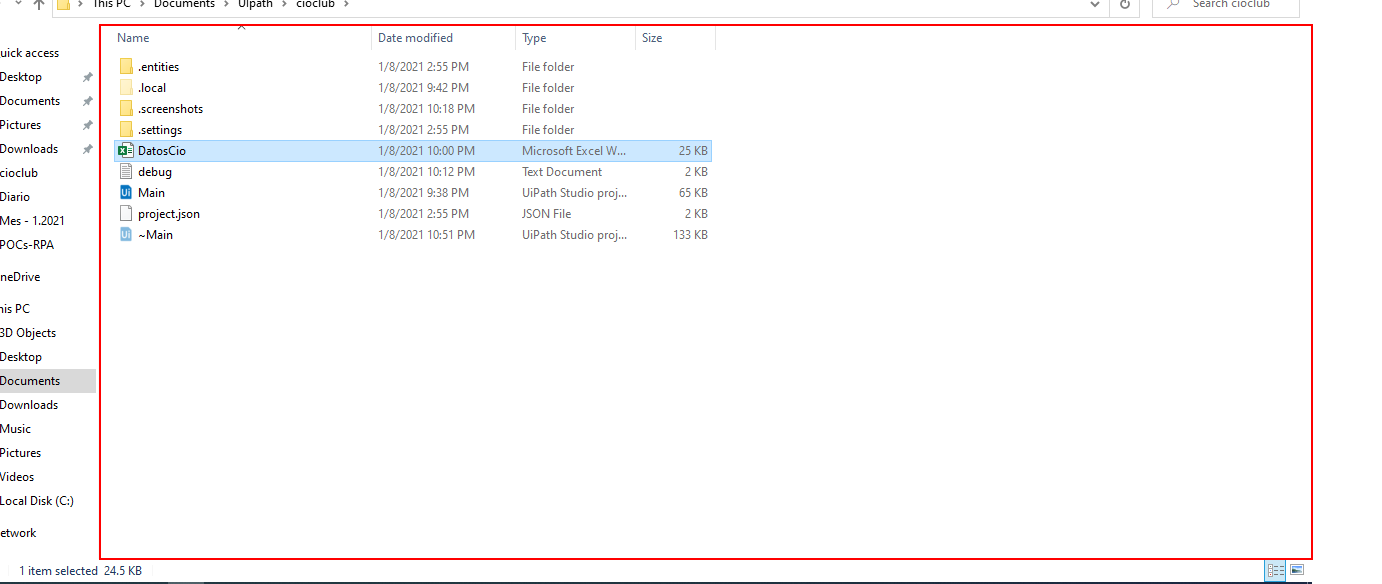 This PC > Documents > UIpath > cioclub >
Search cioclub
Name Date modified Type Size
.entities 1/8/2021 2:55 PM File folder
.local 1/8/2021 9:42 PM File folder
.screenshots 1/8/2021 10:18 PM File folder
.settings 1/8/2021 2:55 PM File folder
DatosCio 1/8/2021 10:00 PM Microsoft Excel W... 25 KB
debug 1/8/2021 10:12 PM Text Document 2 KB
Main 1/8/2021 9:38 PM UiPath Studio proj... 65 KB
project.json 1/8/2021 2:55 PM JSON File 2 KB
~Main 1/8/2021 10:51 PM UiPath Studio proj... 133 KB
uick access
Desktop
Documents
Pictures
Downloads
cioclub
Diario
Mes - 1.2021
POCs-RPA
neDrive
his PC
3D Objects
Desktop
Documents
Downloads
Music
Pictures
Videos
Local Disk (C:)
etwork
1 item selected 24.5 KB